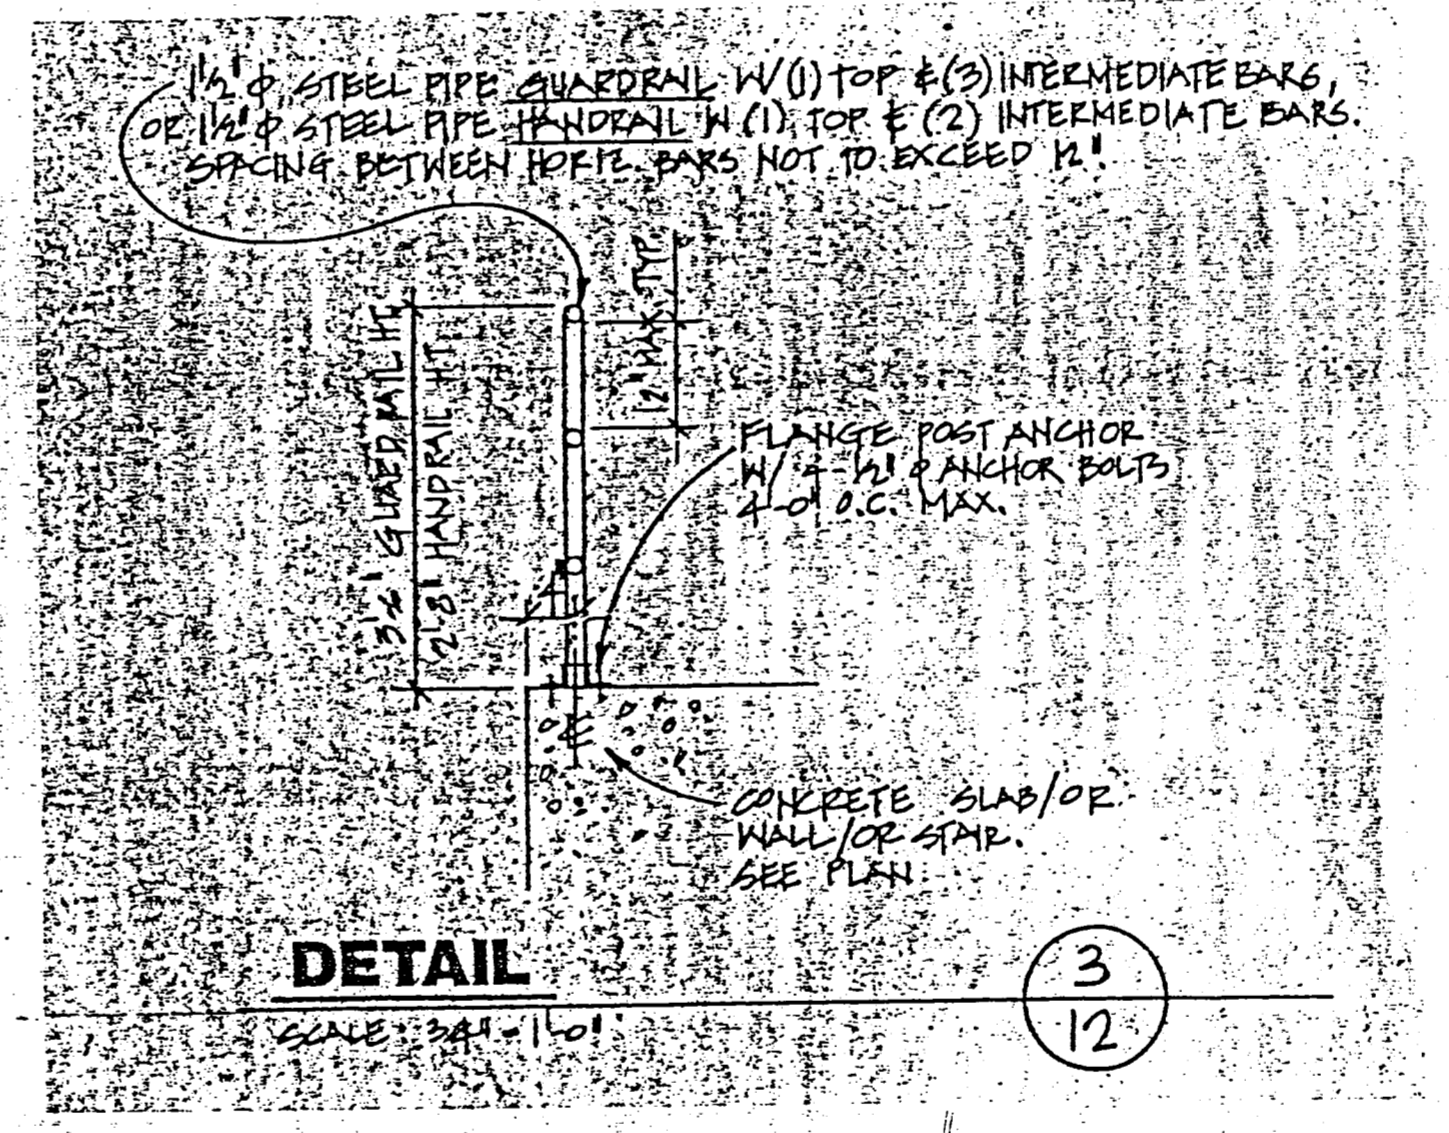 1½" ϕ STEEL PIPE GUARDRAIL W/(1) TOP & (3) INTERMEDIATE BARS,
OR 1½" ϕ STEEL PIPE HANDRAIL W (1) TOP & (2) INTERMEDIATE BARS.
SPACING BETWEEN HORIZ. BARS NOT TO EXCEED 12".
3'-6" GUARD RAIL HT.
2'-8" HANDRAIL HT.
12" MAX. TYP.
FLANGE POST ANCHOR
W/ 4-½" ϕ ANCHOR BOLTS
4'-0" O.C. MAX.
CONCRETE SLAB/OR
WALL/OR STAIR.
SEE PLAN
DETAIL
SCALE: 3/4" = 1'-0"
3
12